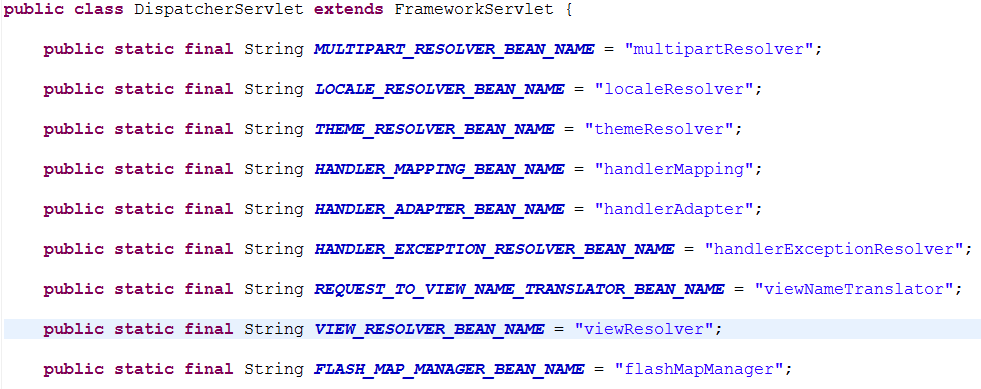 public class DispatcherServlet extends FrameworkServlet {
public static final String MULTIPART_RESOLVER_BEAN_NAME = "multipartResolver";
public static final String LOCALE_RESOLVER_BEAN_NAME = "localeResolver";
public static final String THEME_RESOLVER_BEAN_NAME = "themeResolver";
public static final String HANDLER_MAPPING_BEAN_NAME = "handlerMapping";
public static final String HANDLER_ADAPTER_BEAN_NAME = "handlerAdapter";
public static final String HANDLER_EXCEPTION_RESOLVER_BEAN_NAME = "handlerExceptionResolver";
public static final String REQUEST_TO_VIEW_NAME_TRANSLATOR_BEAN_NAME = "viewNameTranslator";
public static final String VIEW_RESOLVER_BEAN_NAME = "viewResolver";
public static final String FLASH_MAP_MANAGER_BEAN_NAME = "flashMapManager";